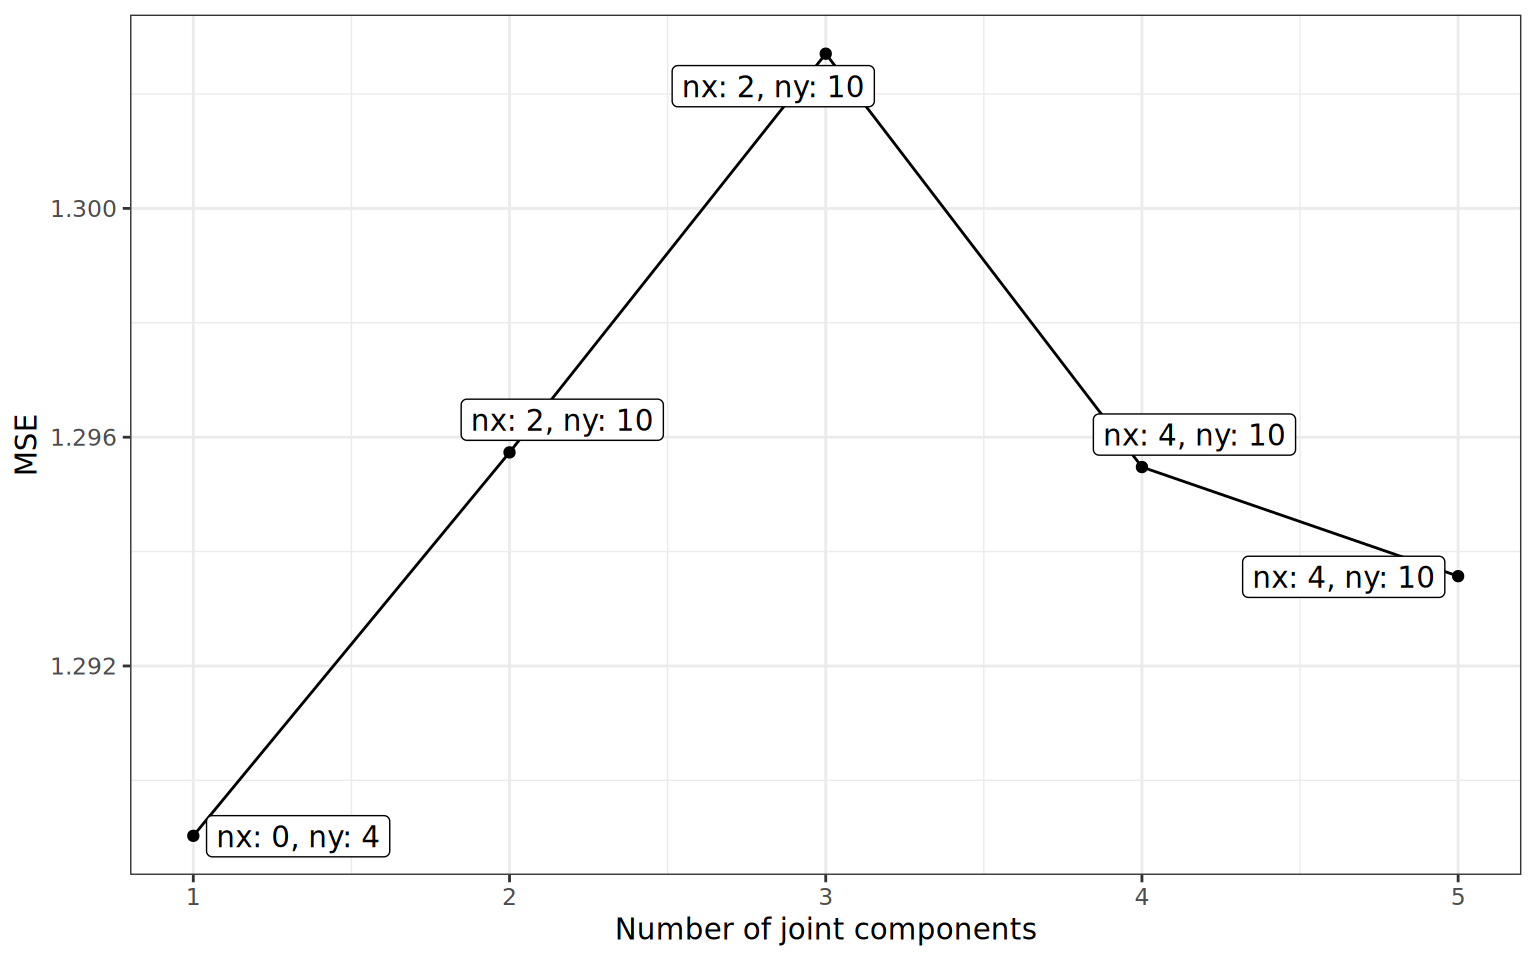 nx: 2, ny: 10
1.300
nx: 2, ny: 10
nx: 4, ny: 10
1.296
MSE
nx: 4, ny: 10
1.292
nx: 0, ny: 4
1 2 3 4 5
Number of joint components